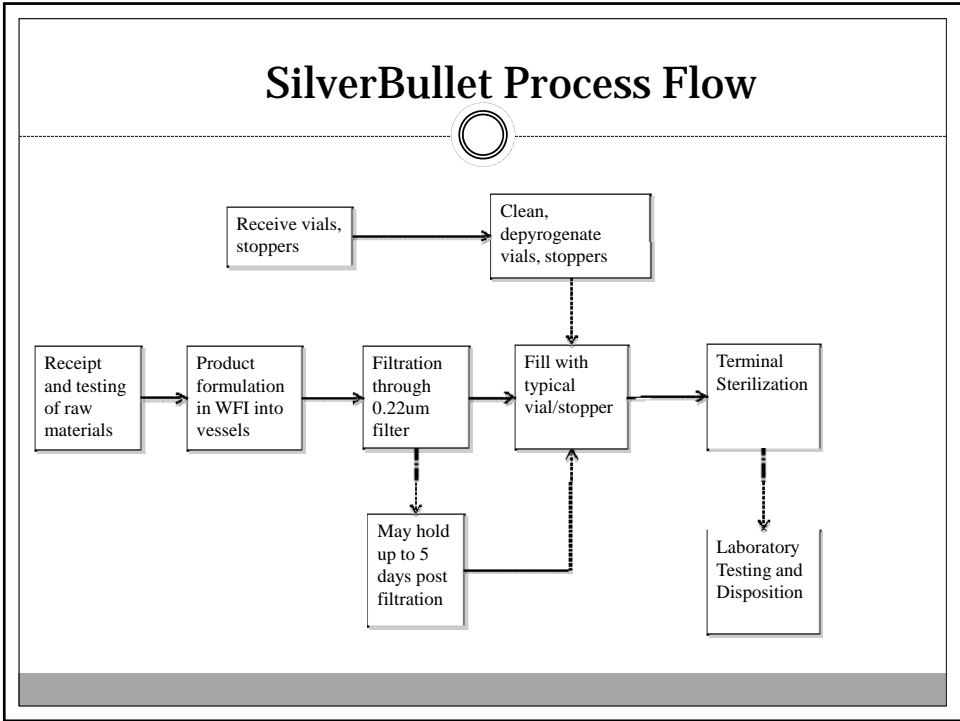 SilverBullet Process Flow
Receive vials,
stoppers
Clean,
depyrogenate
vials, stoppers
Receipt
and testing
of raw
materials
Product
formulation
in WFI into
vessels
Filtration
through
0.22um
filter
Fill with
typical
vial/stopper
Terminal
Sterilization
May hold
up to 5
days post
filtration
Laboratory
Testing and
Disposition